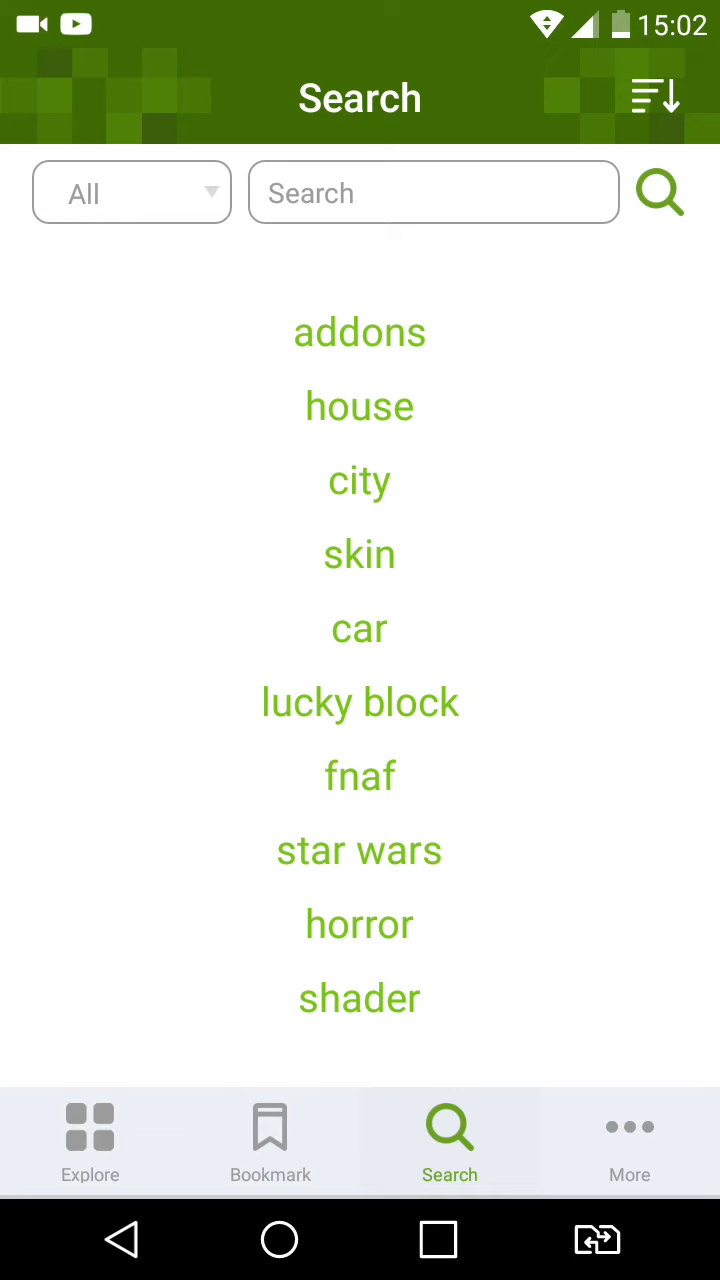 15:02
Search
All
Search
addons
house
city
skin
car
lucky block
fnaf
star wars
horror
shader
Explore
Bookmark
Search
More